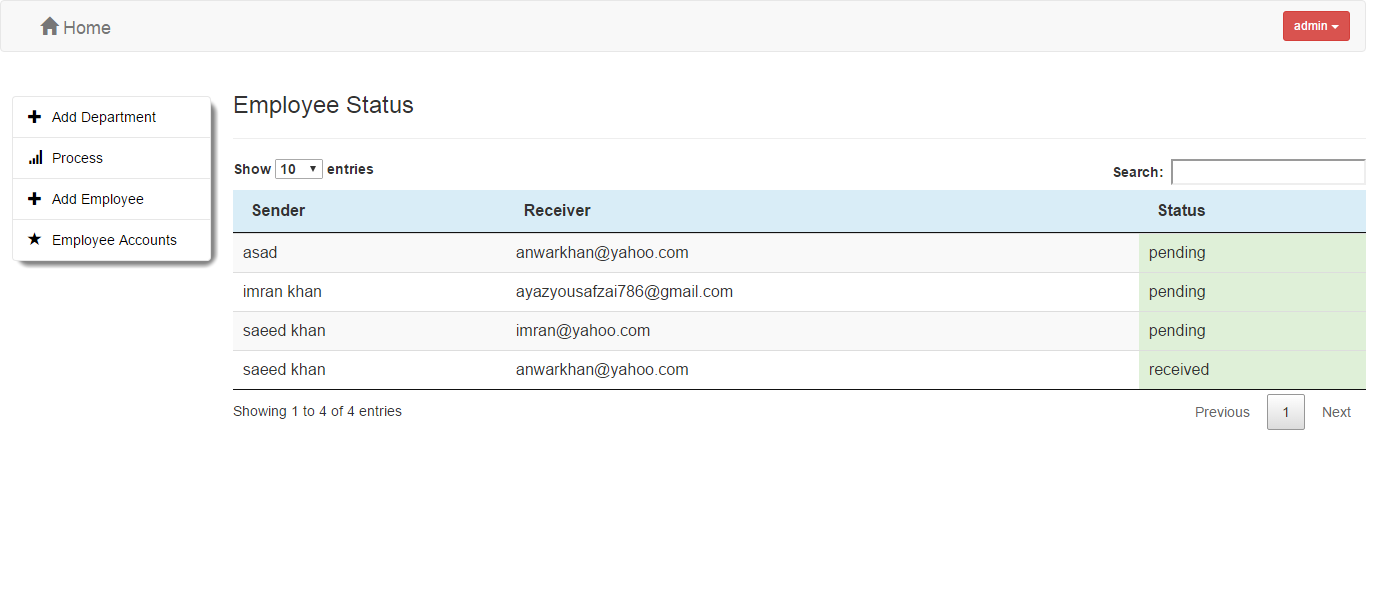 Home
admin
Add Department
Process
Add Employee
Employee Accounts
Employee Status
Show 10 entries
Search:
Sender Receiver Status
asad anwarkhan@yahoo.com pending
imran khan ayazyousafzai786@gmail.com pending
saeed khan imran@yahoo.com pending
saeed khan anwarkhan@yahoo.com received
Showing 1 to 4 of 4 entries
Previous 1 Next